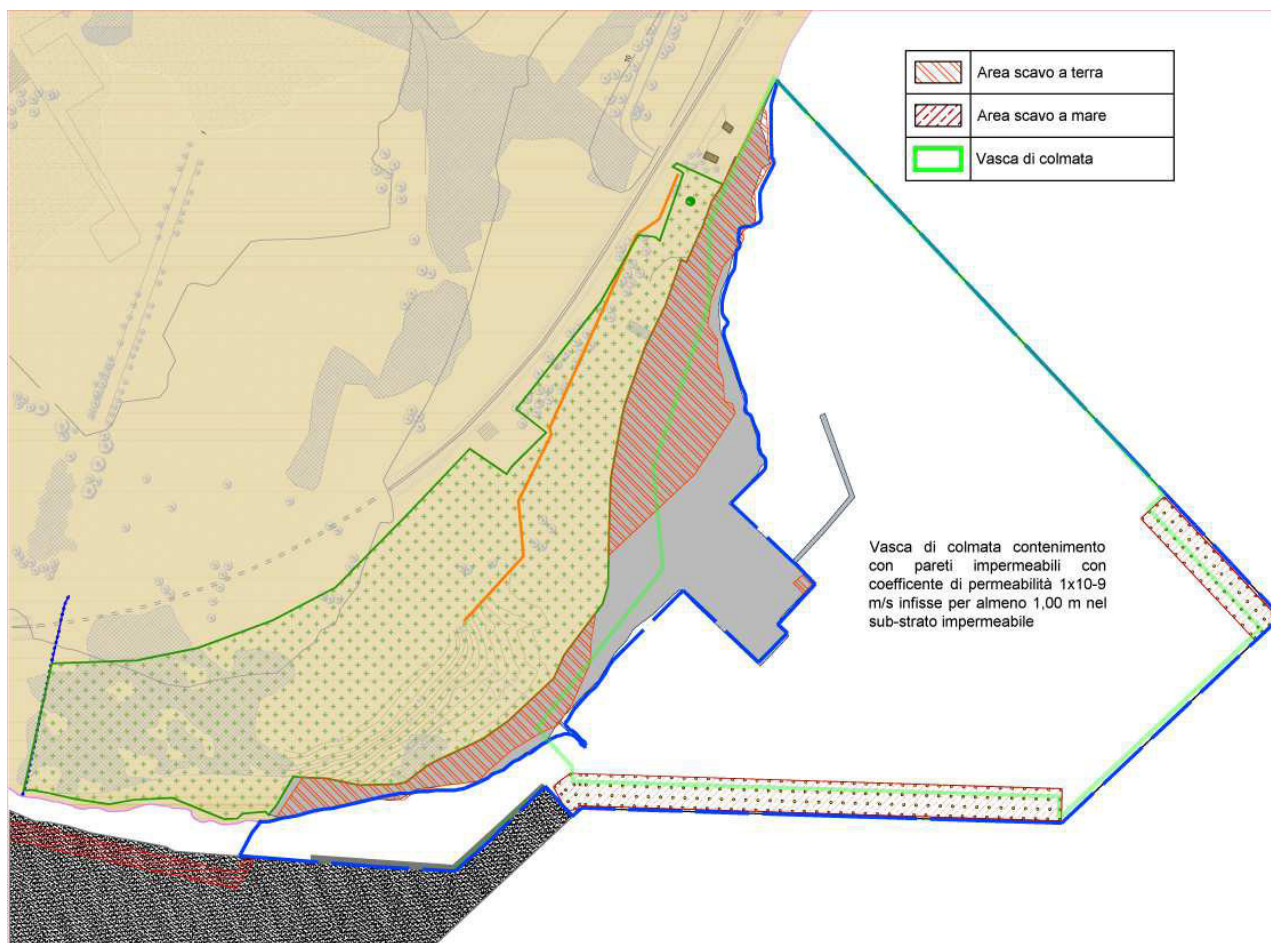 Area scavo a terra
Area scavo a mare
Vasca di colmata
Vasca di colmata contenimento
con pareti impermeabili con
coefficente di permeabilità 1x10-9
m/s infisse per almeno 1,00 m nel
sub-strato impermeabile